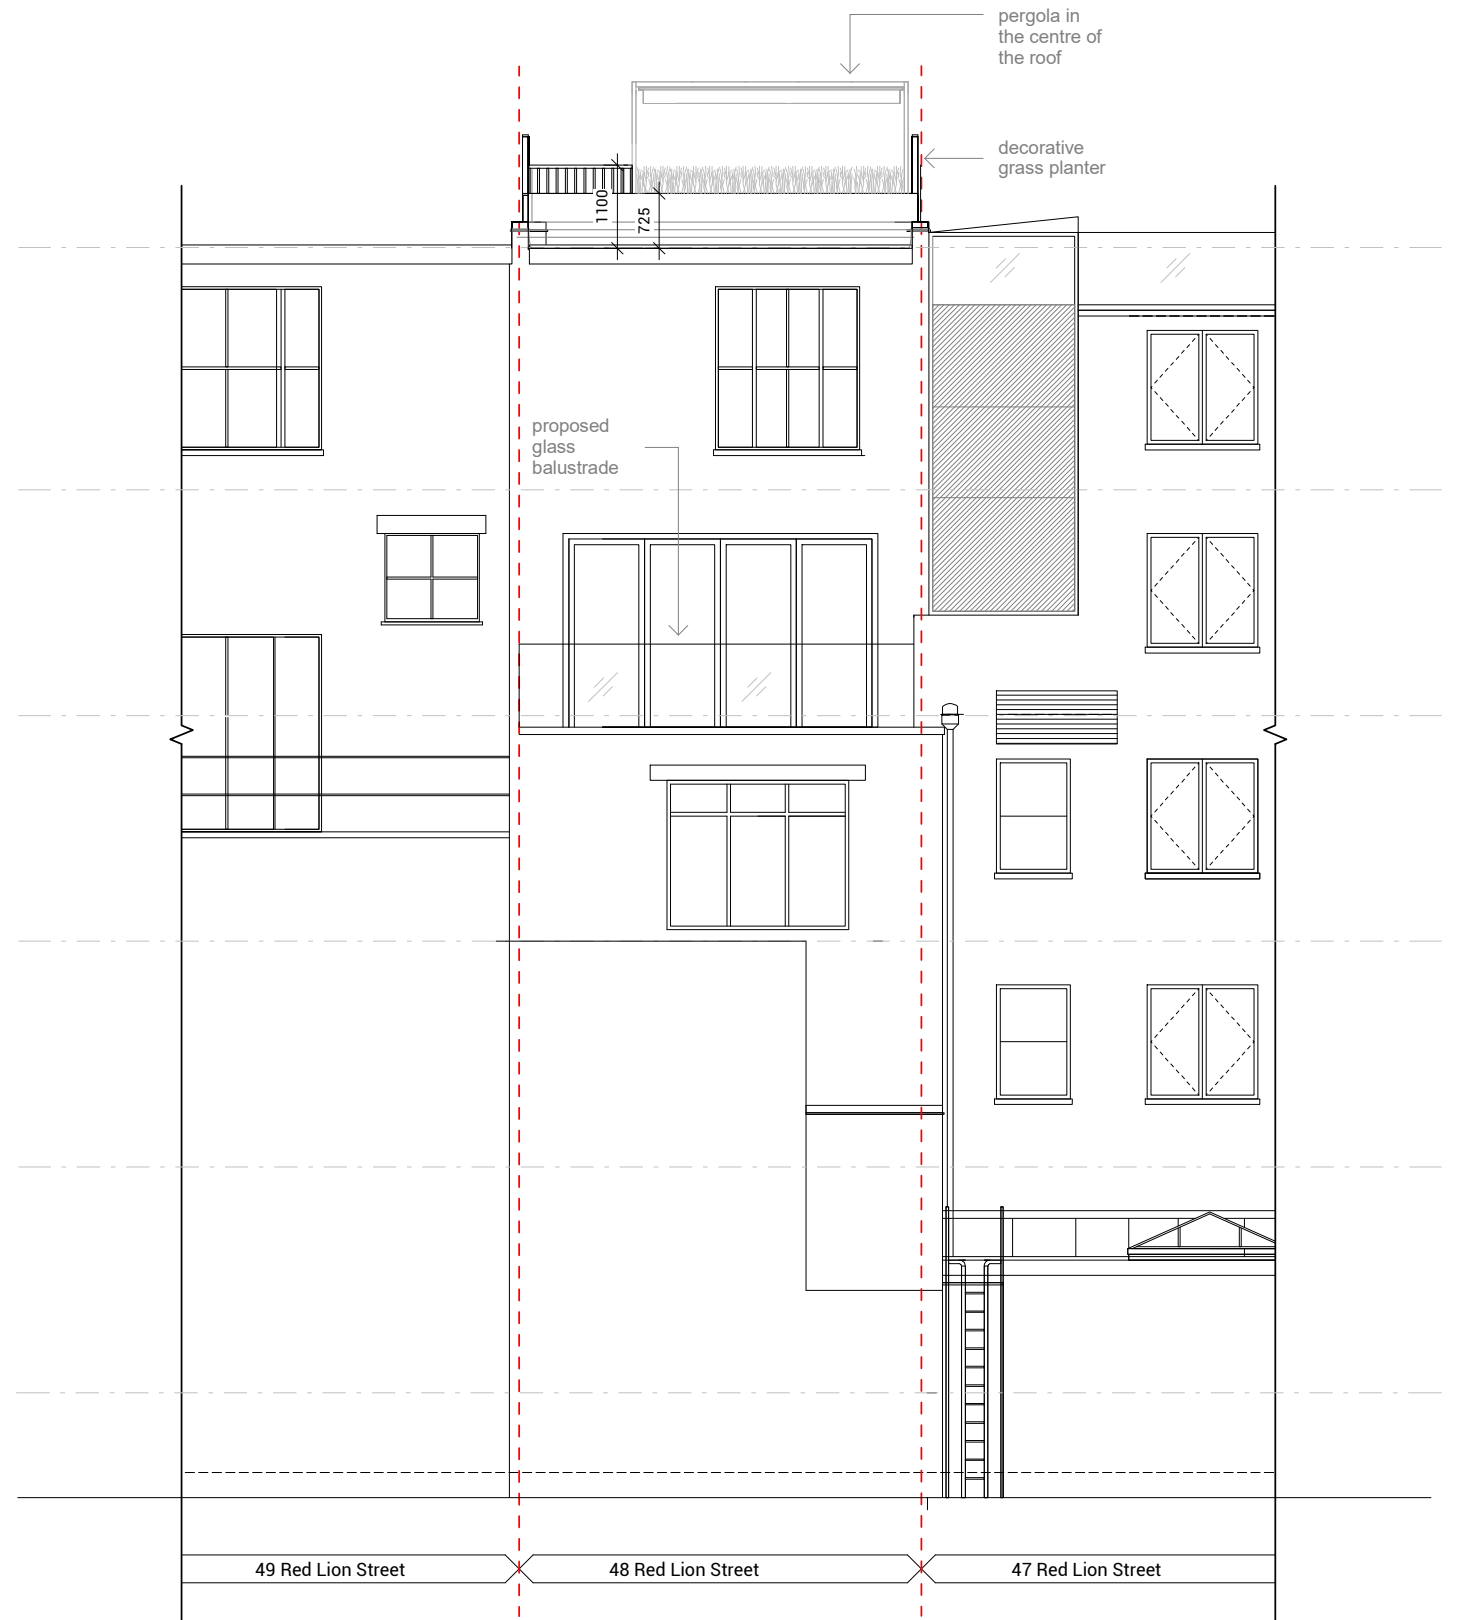 pergola in
the centre of
the roof
decorative
grass planter
1100
725
proposed
glass
balustrade
49 Red Lion Street
48 Red Lion Street
47 Red Lion Street